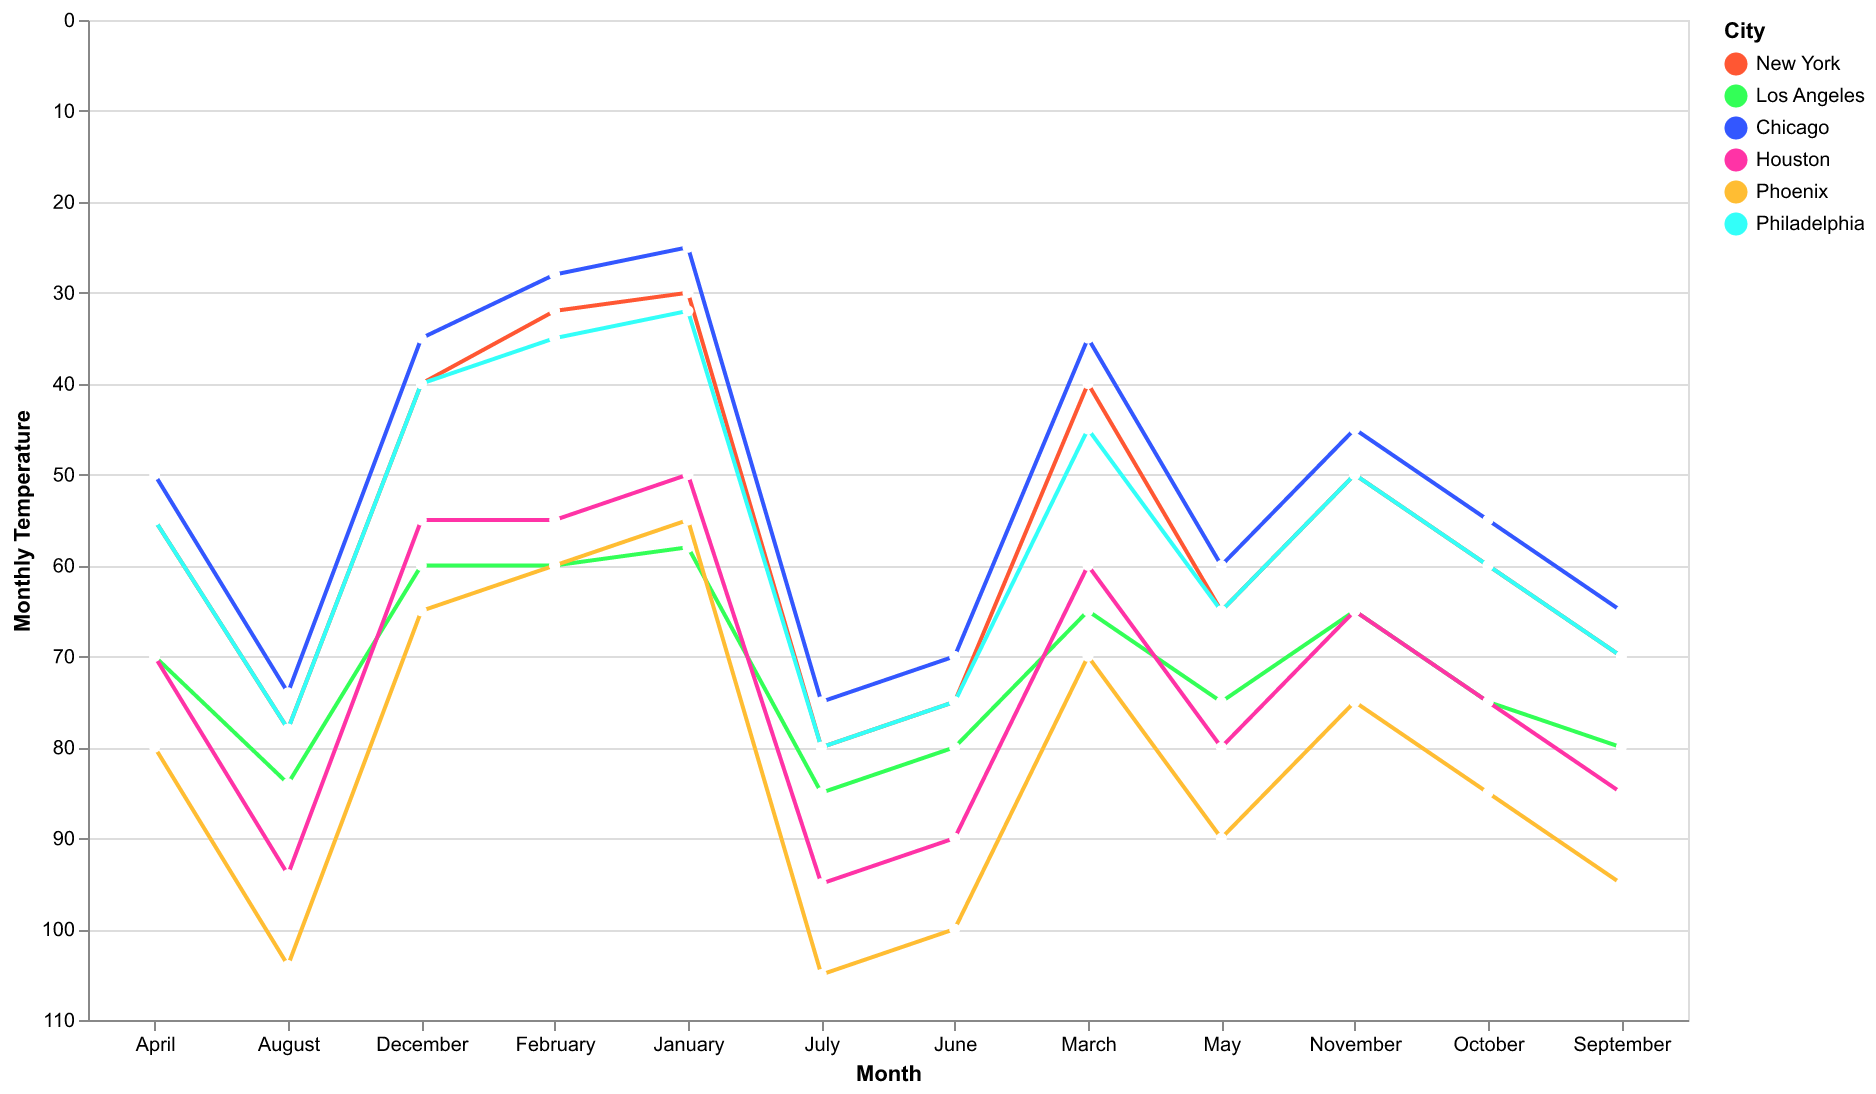 0
10
20
30
40
50
60
70
80
90
100
110
Monthly Temperature
April
August
December
February
January
July
June
March
May
November
October
September
Month
City
New York
Los Angeles
Chicago
Houston
Phoenix
Philadelphia